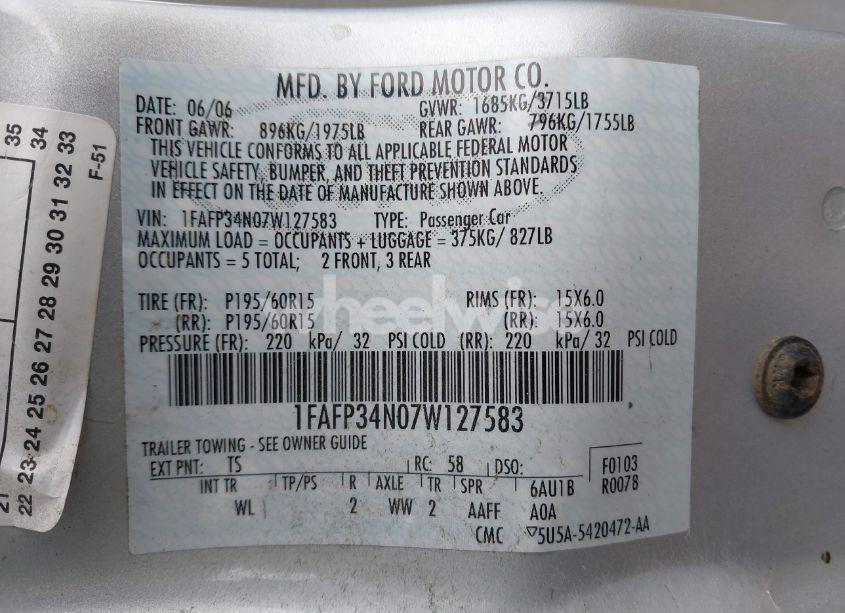 MFD. BY FORD MOTOR CO.
DATE: 06/06 GVWR: 1685KG/3715LB
FRONT GAWR: 896KG/1975LB REAR GAWR: 796KG/1755LB
THIS VEHICLE CONFORMS TO ALL APPLICABLE FEDERAL MOTOR
VEHICLE SAFETY, BUMPER, AND THEFT PREVENTION STANDARDS
IN EFFECT ON THE DATE OF MANUFACTURE SHOWN ABOVE.
VIN: 1FAFP34N07W127583 TYPE: Passenger Car
MAXIMUM LOAD = OCCUPANTS + LUGGAGE = 375KG/ 827LB
OCCUPANTS = 5 TOTAL; 2 FRONT, 3 REAR
TIRE (FR): P195/60R15 RIMS (FR): 15X6.0
(RR): P195/60R15 (RR): 15X6.0
PRESSURE (FR): 220 kPa/ 32 PSI COLD (RR): 220 kPa/ 32 PSI COLD
1FAFP34N07W127583
TRAILER TOWING - SEE OWNER GUIDE
EXT PNT: TS RC: 58 DSO: F0103
INT TR TP/PS R AXLE TR SPR 6AU1B R0078
WL 2 WW 2 AAFF A0A
CMC ▽5U5A-5420472-AA
35
34
22 23 24 25 26 27 28 29 30 31 32 33
F-51
21
wheelwise